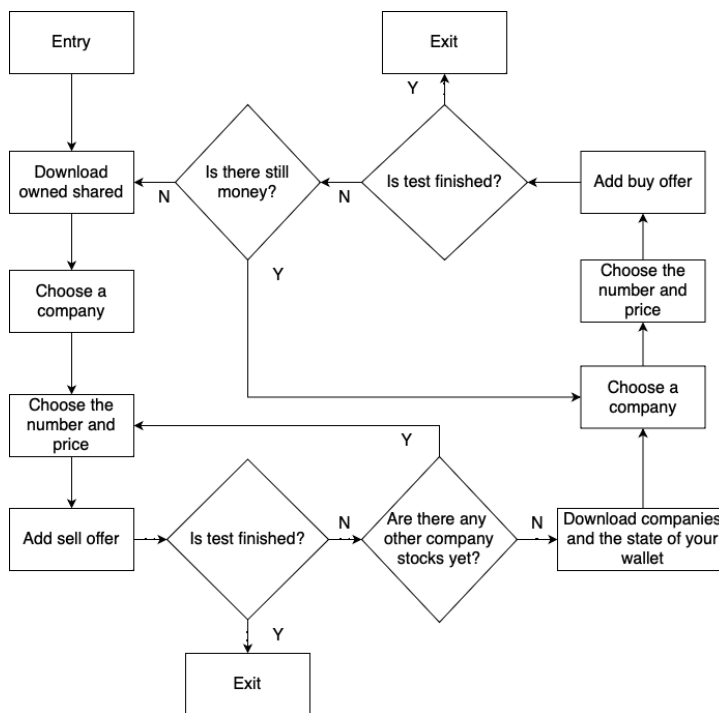 Entry
Exit
Y
Is there still
money?
Is test finished?
Add buy offer
Download
owned shared
N
N
Y
Choose the
number and
price
Choose a
company
Choose a
company
Choose the
number and
price
Y
Add sell offer
Is test finished?
N
Are there any
other company
stocks yet?
N
Download companies
and the state of your
wallet
Y
Exit